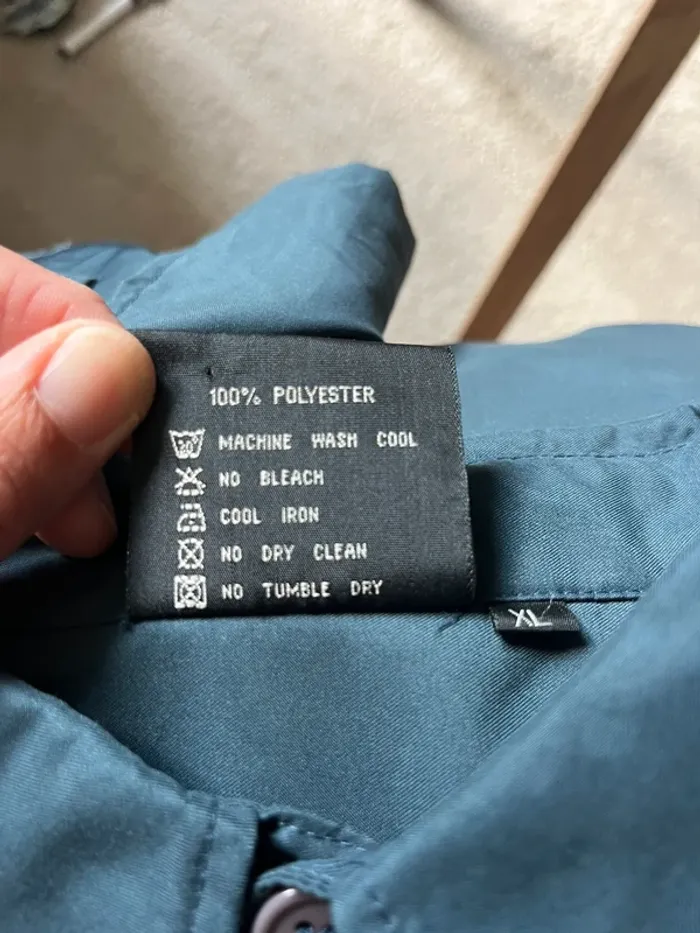 100% POLYESTER
MACHINE WASH COOL
NO BLEACH
COOL IRON
NO DRY CLEAN
NO TUMBLE DRY
XL